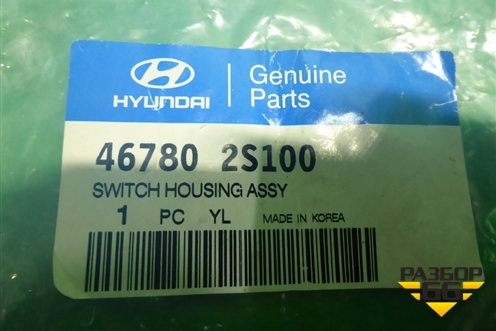 HYUNDAI
Genuine
Parts
46780 2S100
SWITCH HOUSING ASSY
1 PC YL MADE IN KOREA
РАЗБОР
66